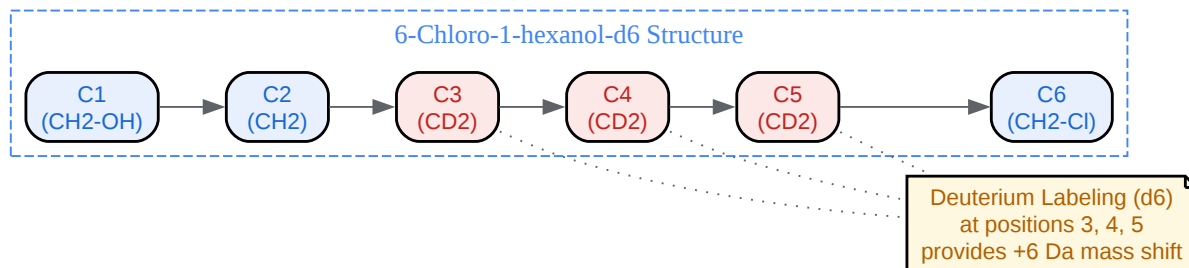 6-Chloro-1-hexanol-d6 Structure
C1
(CH2-OH)
C2
(CH2)
C3
(CD2)
C4
(CD2)
C5
(CD2)
C6
(CH2-Cl)
Deuterium Labeling (d6)
at positions 3, 4, 5
provides +6 Da mass shift